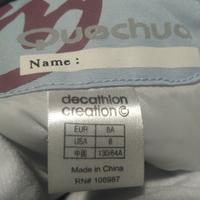 Quechua
Name:
decathlon
creation©
EUR 8A
USA 8
中国 130/64A
Made in China
RN# 106987